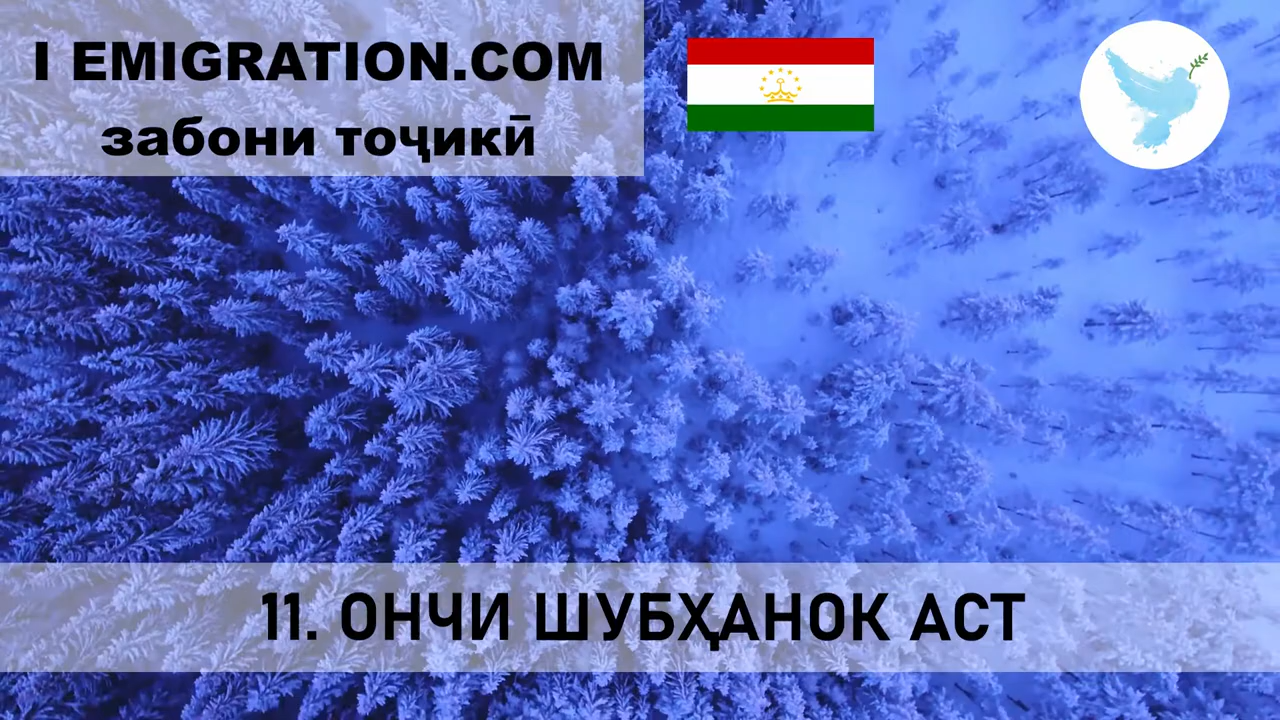 I EMIGRATION.COM
забони тоҷикӣ
11. ОНЧИ ШУБҲАНОК АСТ